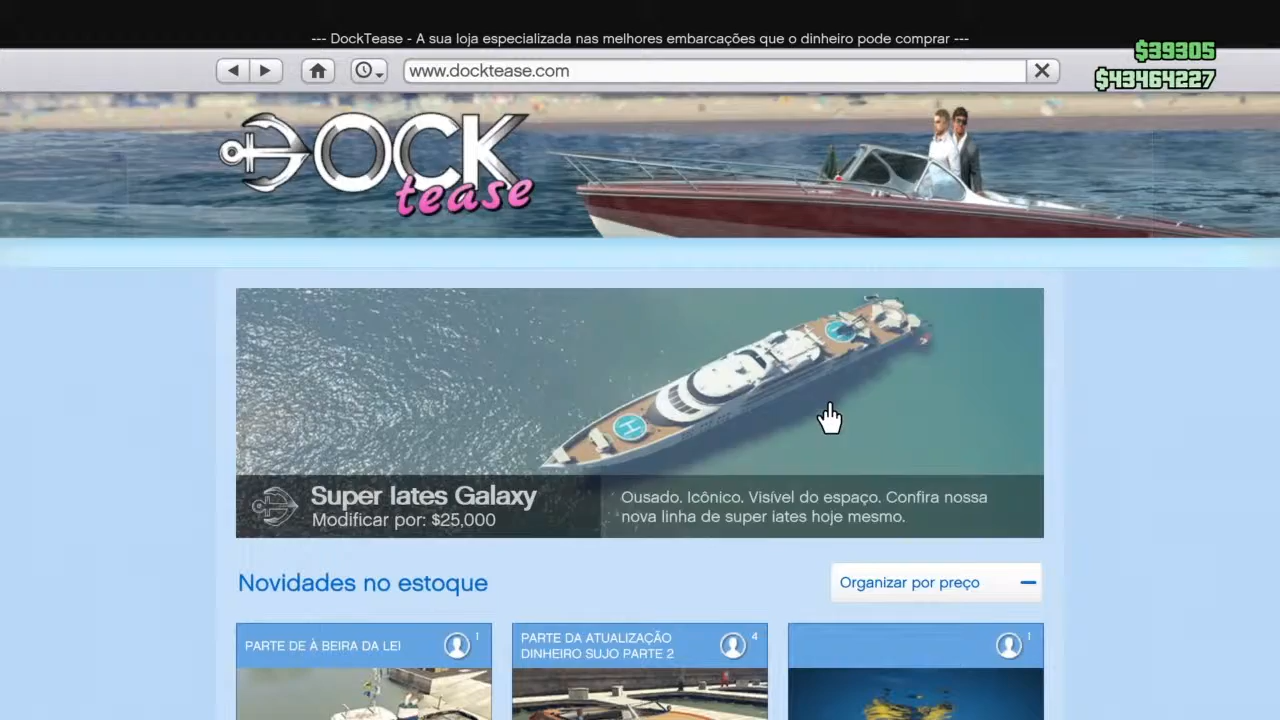 --- DockTease - A sua loja especializada nas melhores embarcações que o dinheiro pode comprar ---
$39305
$43464227
www.docktease.com
DOCK
tease
H
Super Iates Galaxy
Modificar por: $25,000
Ousado. Icônico. Visível do espaço. Confira nossa
nova linha de super iates hoje mesmo.
Novidades no estoque
Organizar por preço
PARTE DE À BEIRA DA LEI
1
PARTE DA ATUALIZAÇÃO
DINHEIRO SUJO PARTE 2
4
1